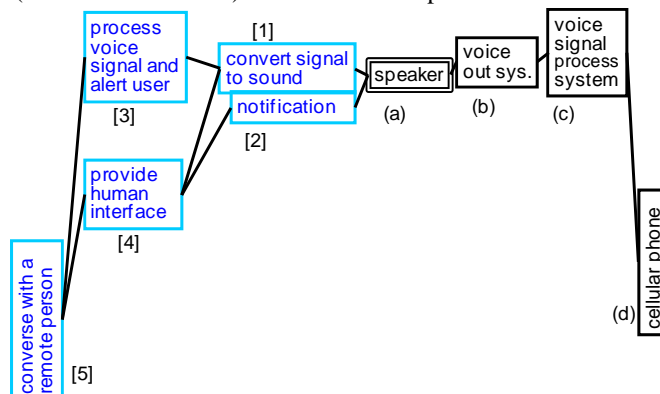 process
voice
signal and
alert user
[3]
[1]
convert signal
to sound
notification
[2]
speaker
(a)
voice
out sys.
(b)
voice
signal
process
system
(c)
provide
human
interface
[4]
converse with a
remote person
[5]
cellular phone
(d)